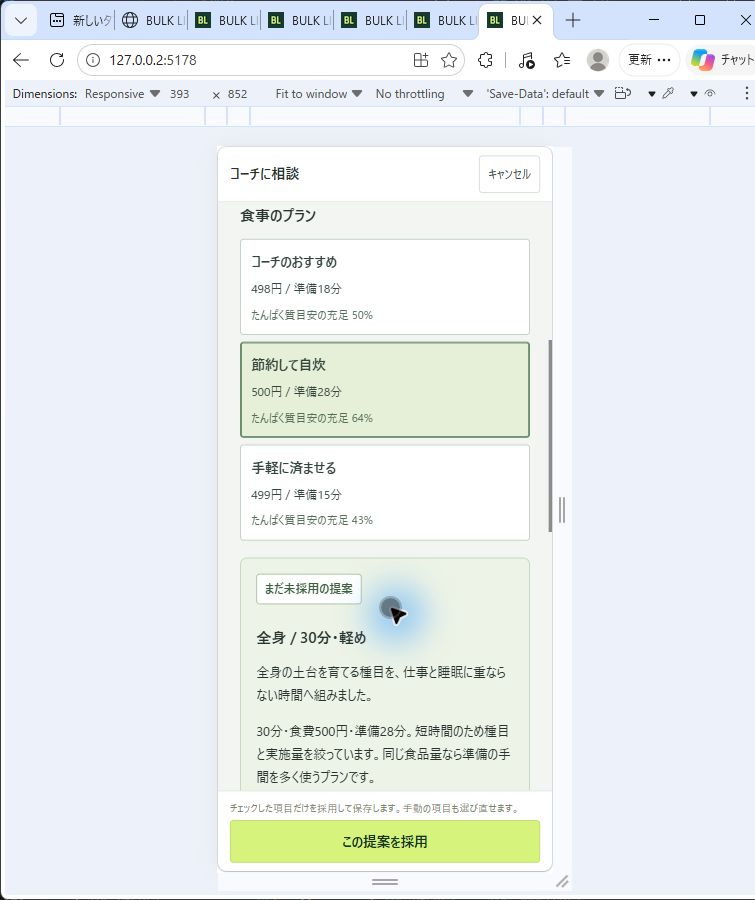 新しいタ
BULK LI
BULK LI
BULK LI
BULK LI
BULK LI
BUL
127.0.0.2:5178
更新
チャット
Dimensions: Responsive 393 × 852 Fit to window No throttling 'Save-Data': default
コーチに相談
キャンセル
食事のプラン
コーチのおすすめ
498円 / 準備18分
たんぱく質目安の充足 50%
節約して自炊
500円 / 準備28分
たんぱく質目安の充足 64%
手軽に済ませる
499円 / 準備15分
たんぱく質目安の充足 43%
まだ未採用の提案
全身 / 30分・軽め
全身の土台を育てる種目を、仕事と睡眠に重なら
ない時間へ組みました。
30分・食費500円・準備28分。短時間のため種目
と実施量を絞っています。同じ食品量なら準備の手
間を多く使うプランです。
チェックした項目だけを採用して保存します。手動の項目も選び直せます。
この提案を採用